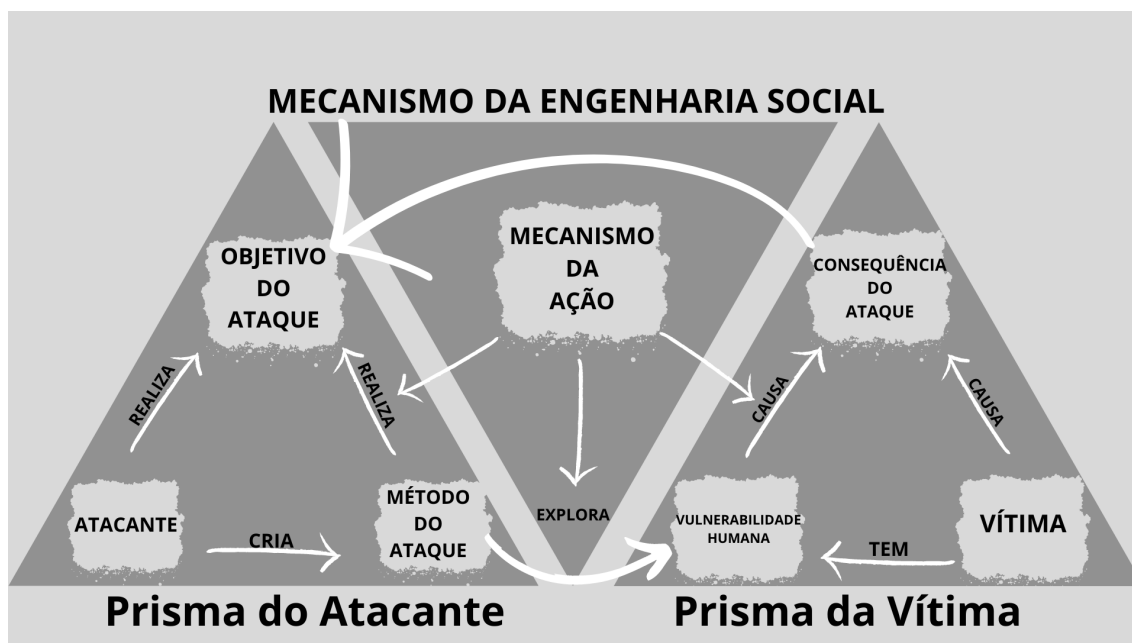 MECANISMO DA ENGENHARIA SOCIAL
OBJETIVO
DO
ATAQUE
MECANISMO
DA
AÇÃO
CONSEQUÊNCIA
DO
ATAQUE
REALIZA
REALIZA
CAUSA
CAUSA
ATACANTE
CRIA
MÉTODO
DO
ATAQUE
EXPLORA
VULNERABILIDADE
HUMANA
TEM
VÍTIMA
Prisma do Atacante
Prisma da Vítima